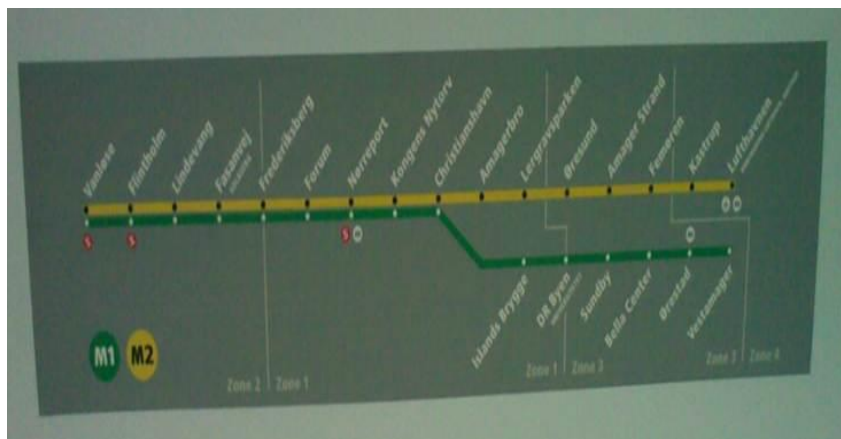 Vanløse
Flintholm
Lindevang
Fasanvej
Frederiksberg
Forum
Nørreport
Kongens Nytorv
Christianshavn
Amagerbro
Lergravsparken
Øresund
Amager Strand
Femøren
Kastrup
Lufthavnen
S
S
S
Islands Brygge
DR Byen
Sundby
Bella Center
Ørestad
Vestamager
M1 M2
Zone 2 Zone 1
Zone 1 Zone 3
Zone 3 Zone 4